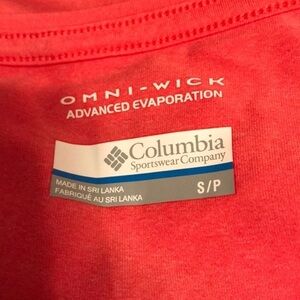 OMNI-WICK
ADVANCED EVAPORATION
Columbia
Sportswear Company
MADE IN SRI LANKA
FABRIQUÉ AU SRI LANKA
S/P